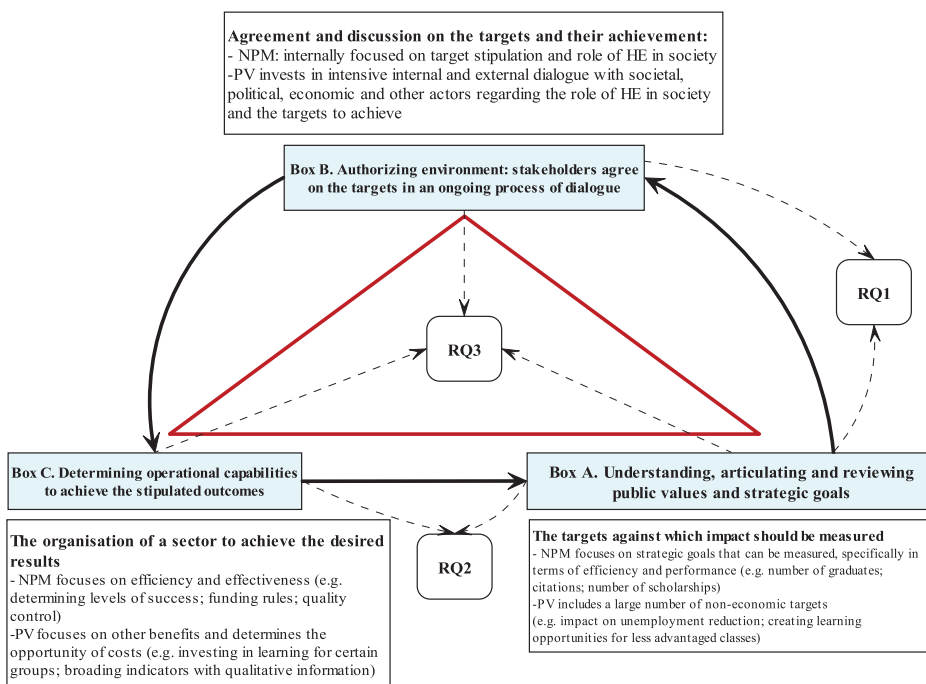 Agreement and discussion on the targets and their achievement:
- NPM: internally focused on target stipulation and role of HE in society
-PV invests in intensive internal and external dialogue with societal,
political, economic and other actors regarding the role of HE in society
and the targets to achieve
Box B. Authorizing environment: stakeholders agree
on the targets in an ongoing process of dialogue
RQ1
RQ3
Box C. Determining operational capabilities
to achieve the stipulated outcomes
Box A. Understanding, articulating and reviewing
public values and strategic goals
The organisation of a sector to achieve the desired
results
- NPM focuses on efficiency and effectiveness (e.g.
determining levels of success; funding rules; quality
control)
-PV focuses on other benefits and determines the
opportunity of costs (e.g. investing in learning for certain
groups; broading indicators with qualitative information)
RQ2
The targets against which impact should be measured
- NPM focuses on strategic goals that can be measured, specifically in
terms of efficiency and performance (e.g. number of graduates;
citations; number of scholarships)
-PV includes a large number of non-economic targets
(e.g. impact on unemployment reduction; creating learning
opportunities for less advantaged classes)